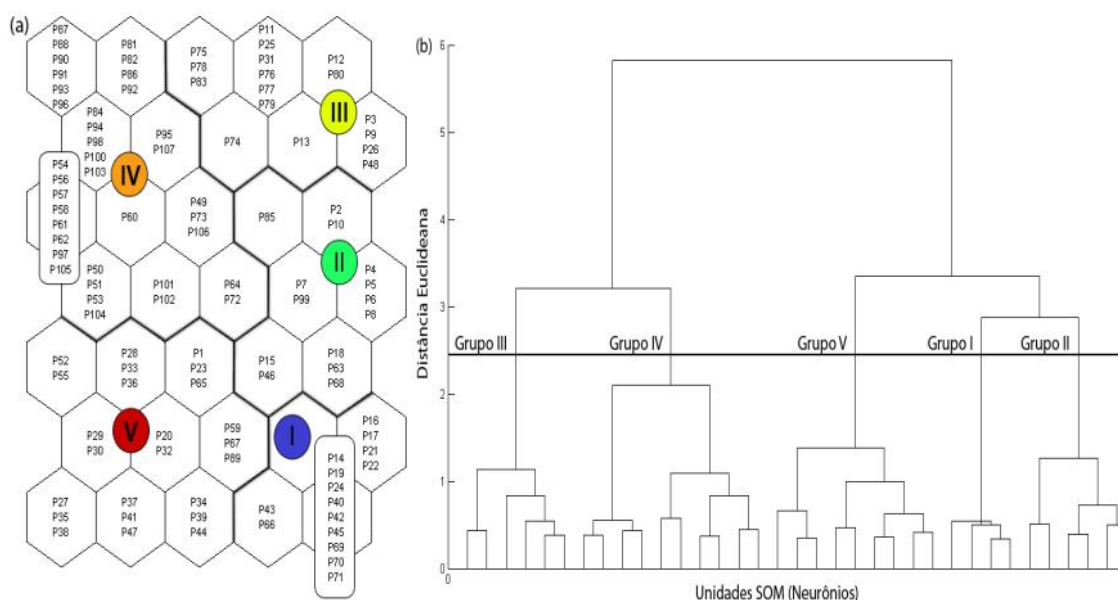 (a)
P87
P88
P90
P91
P93
P96
P81
P82
P86
P92
P75
P78
P83
P11
P25
P31
P76
P77
P79
P12
P80
P84
P94
P98
P100
P103
P95
P107
P74
P13
III
P3
P9
P26
P48
IV
P54
P56
P57
P58
P61
P62
P97
P105
P60
P49
P73
P106
P85
P2
P10
II
P50
P51
P53
P104
P101
P102
P64
P72
P7
P99
P4
P5
P6
P8
P52
P55
P28
P33
P36
P1
P23
P65
P15
P46
P18
P63
P68
P29
P30
V
P20
P32
P59
P67
P89
I
P16
P17
P21
P22
P14
P19
P24
P40
P42
P45
P69
P70
P71
P27
P35
P38
P37
P41
P47
P34
P39
P44
P43
P66
(b)
6
5
4
3
2
1
0
Distância Euclideana
Grupo III
Grupo IV
Grupo V
Grupo I
Grupo II
0
Unidades SOM (Neurônios)